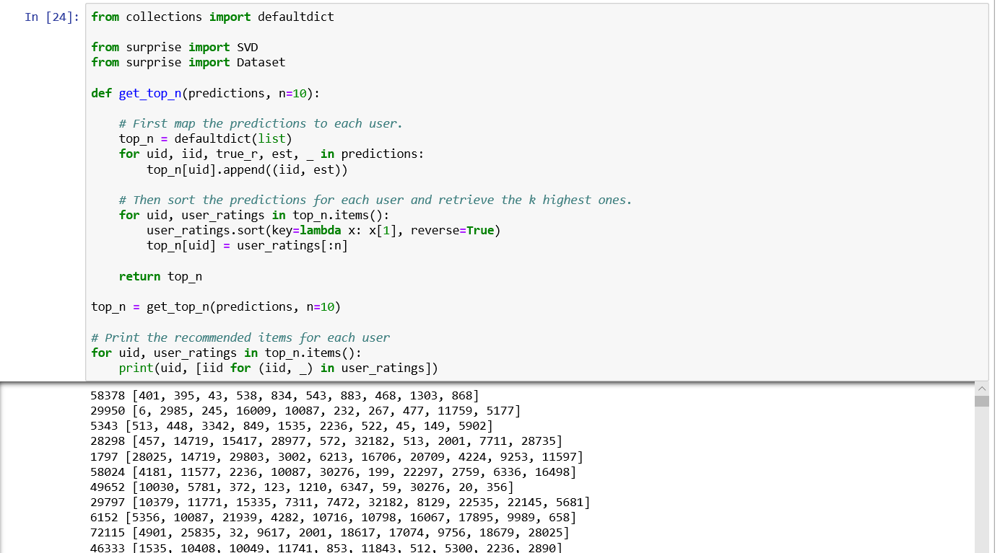 In [24]: from collections import defaultdict
from surprise import SVD
from surprise import Dataset
def get_top_n(predictions, n=10):
# First map the predictions to each user.
top_n = defaultdict(list)
for uid, iid, true_r, est, _ in predictions:
top_n[uid].append((iid, est))
# Then sort the predictions for each user and retrieve the k highest ones.
for uid, user_ratings in top_n.items():
user_ratings.sort(key=lambda x: x[1], reverse=True)
top_n[uid] = user_ratings[:n]
return top_n
top_n = get_top_n(predictions, n=10)
# Print the recommended items for each user
for uid, user_ratings in top_n.items():
print(uid, [iid for (iid, _) in user_ratings])
58378 [401, 395, 43, 538, 834, 543, 883, 468, 1303, 868]
29950 [6, 2985, 245, 16009, 10087, 232, 267, 477, 11759, 5177]
5343 [513, 448, 3342, 849, 1535, 2236, 522, 45, 149, 5902]
28298 [457, 14719, 15417, 28977, 572, 32182, 513, 2001, 7711, 28735]
1797 [28025, 14719, 29803, 3002, 6213, 16706, 20709, 4224, 9253, 11597]
58024 [4181, 11577, 2236, 10087, 30276, 199, 22297, 2759, 6336, 16498]
49652 [10030, 5781, 372, 123, 1210, 6347, 59, 30276, 20, 356]
29797 [10379, 11771, 15335, 7311, 7472, 32182, 8129, 22535, 22145, 5681]
6152 [5356, 10087, 21939, 4282, 10716, 10798, 16067, 17895, 9989, 658]
72115 [4901, 25835, 32, 9617, 2001, 18617, 17074, 9756, 18679, 28025]
46333 [1535, 10408, 10049, 11741, 853, 11843, 512, 5300, 2236, 2890]